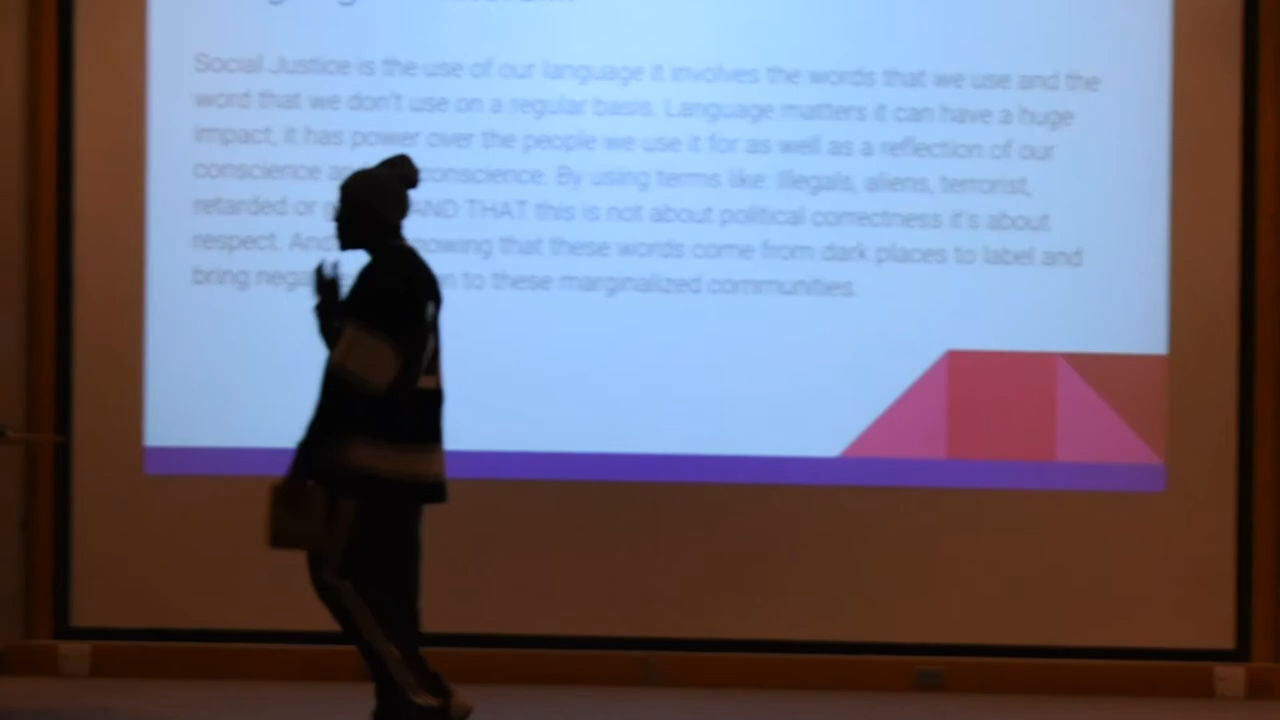 Social Justice is the use of our language it involves the words that we use and the
word that we don't use on a regular basis. Language matters it can have a huge
impact, it has power over the people we use it for as well as a reflection of our
conscience conscience. By using terms like: Illegals, aliens, terrorist,
retarded or AND THAT this is not about political correctness it's about
respect. And that these words come from dark places to label and
bring to these marginalized communities.